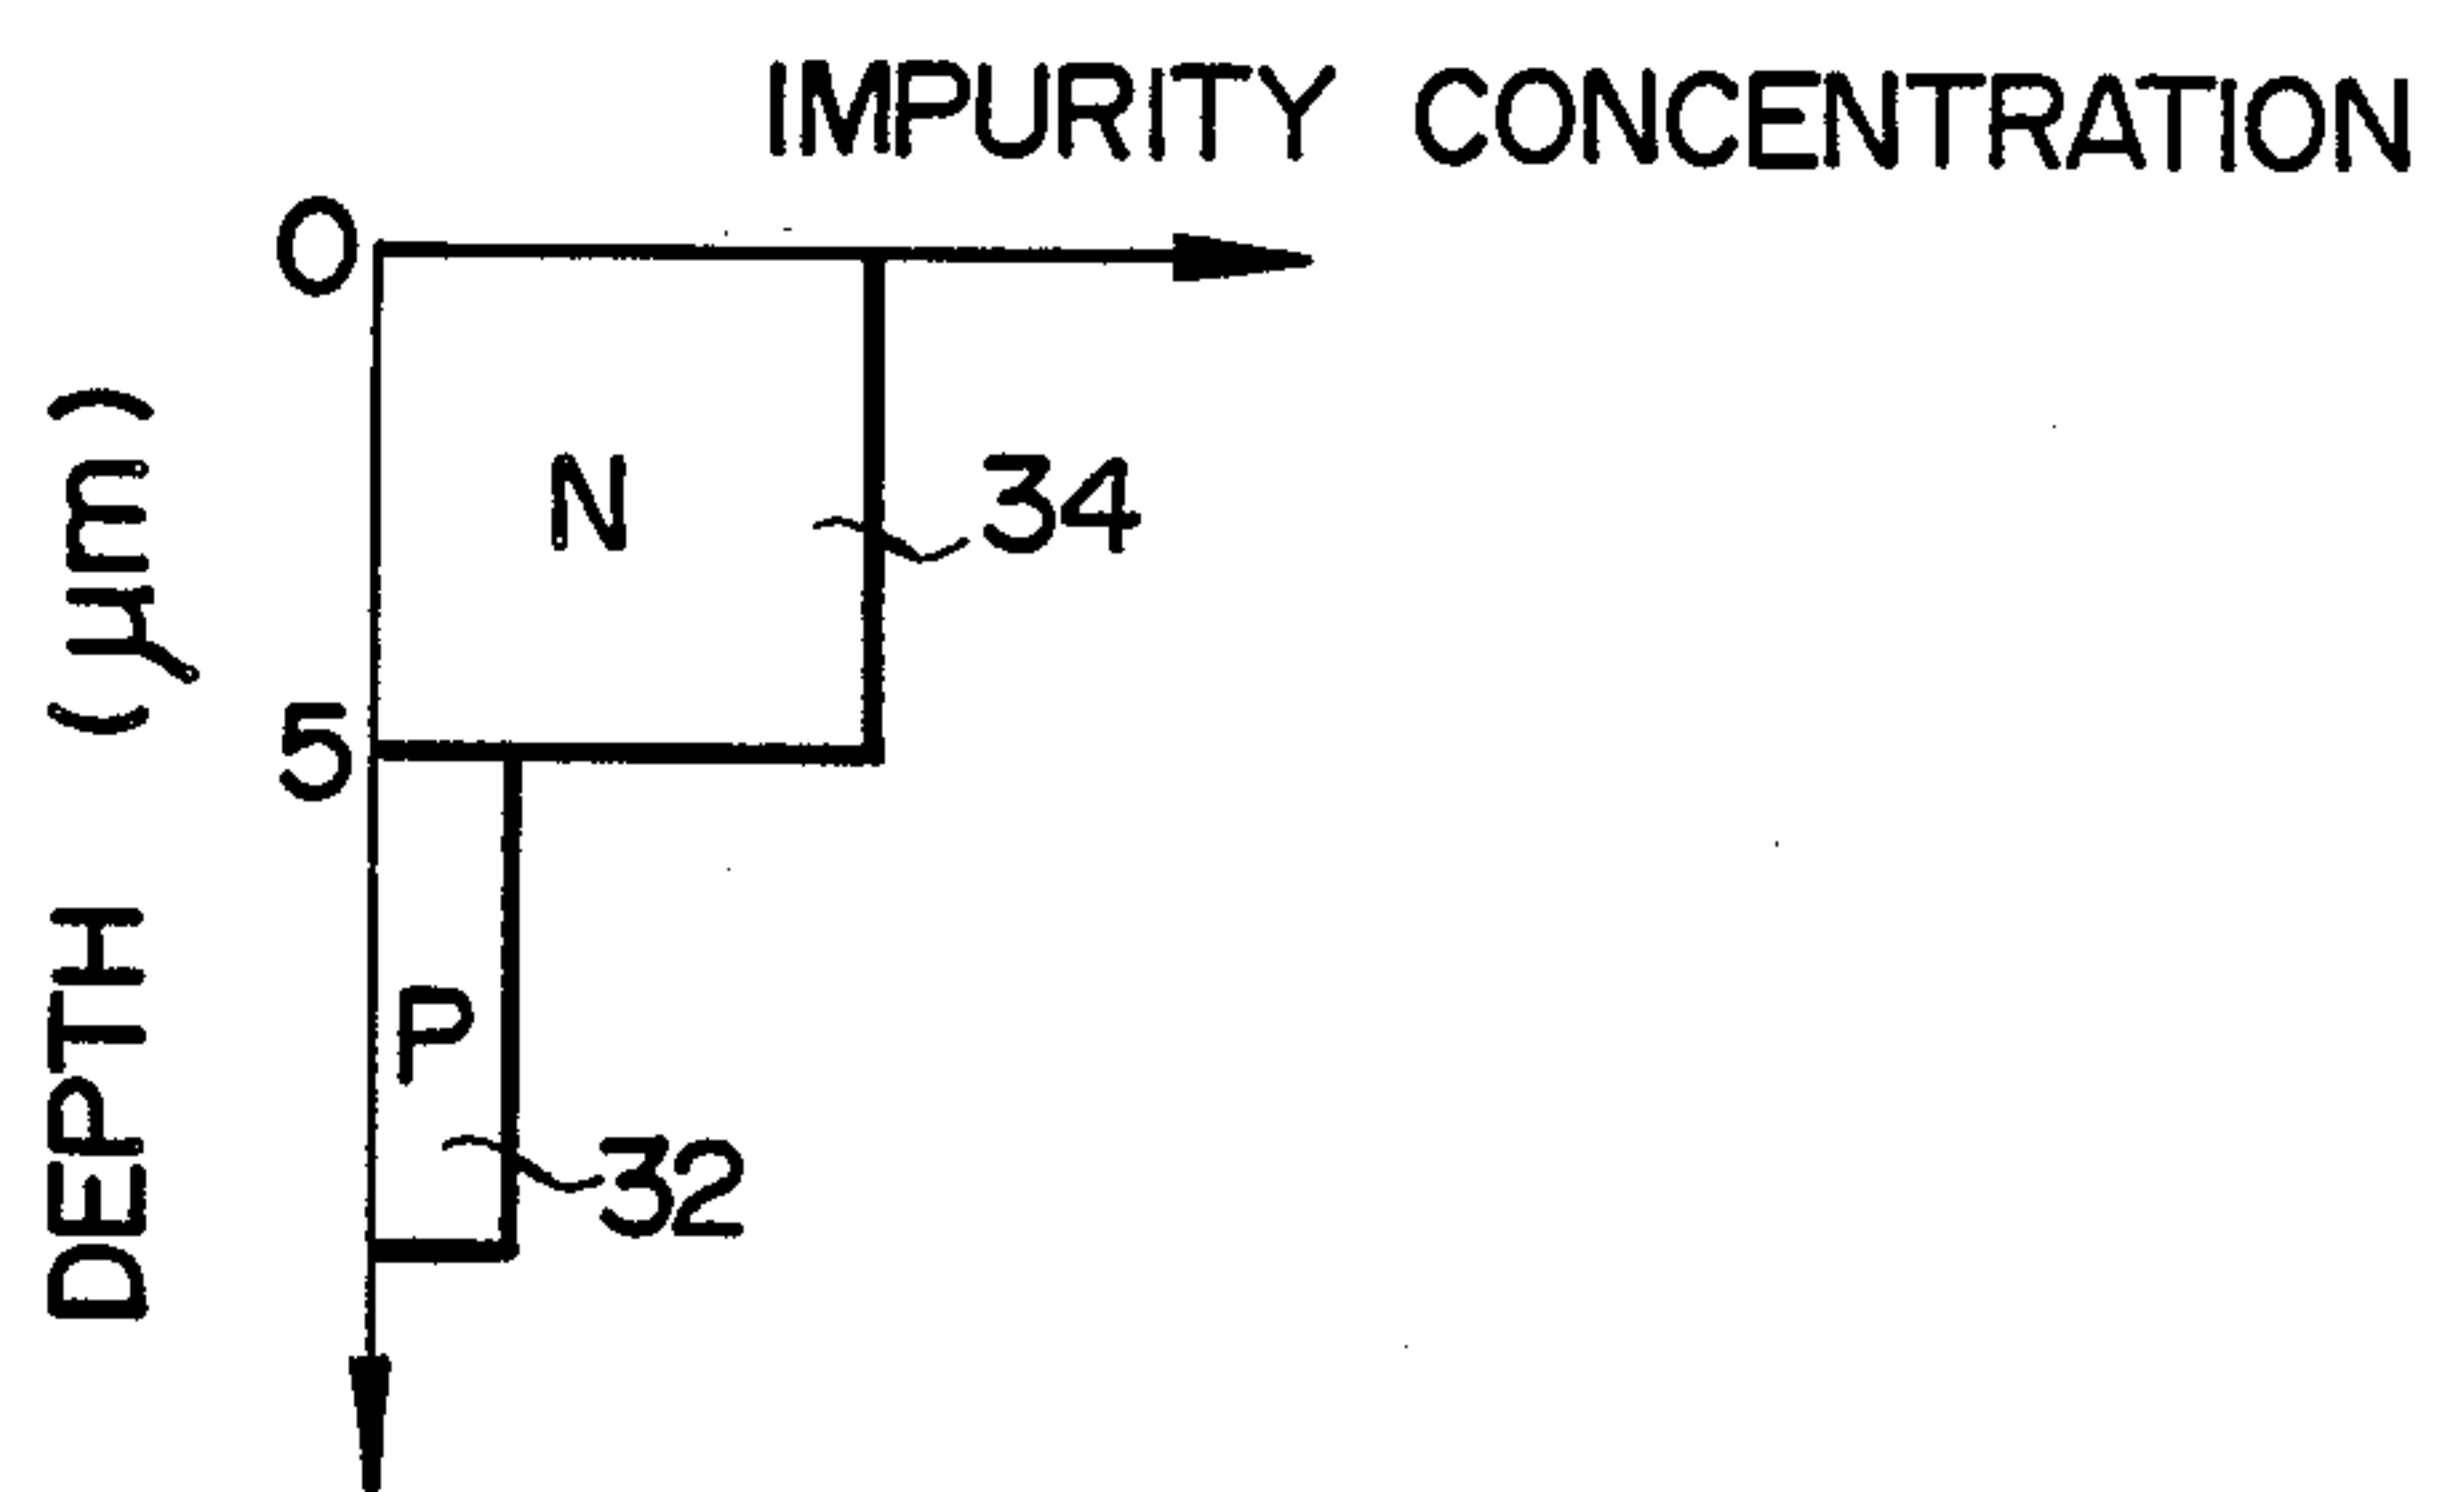 IMPURITY CONCENTRATION
0
N
34
5
P
32
DEPTH (μm)